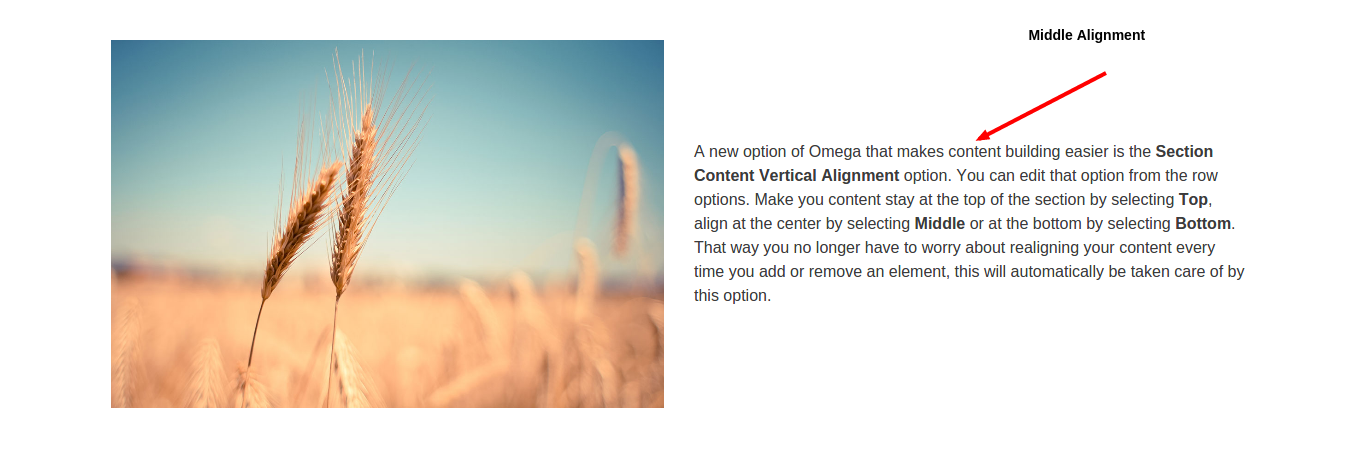 Middle Alignment
A new option of Omega that makes content building easier is the Section
Content Vertical Alignment option. You can edit that option from the row
options. Make you content stay at the top of the section by selecting Top,
align at the center by selecting Middle or at the bottom by selecting Bottom.
That way you no longer have to worry about realigning your content every
time you add or remove an element, this will automatically be taken care of by
this option.